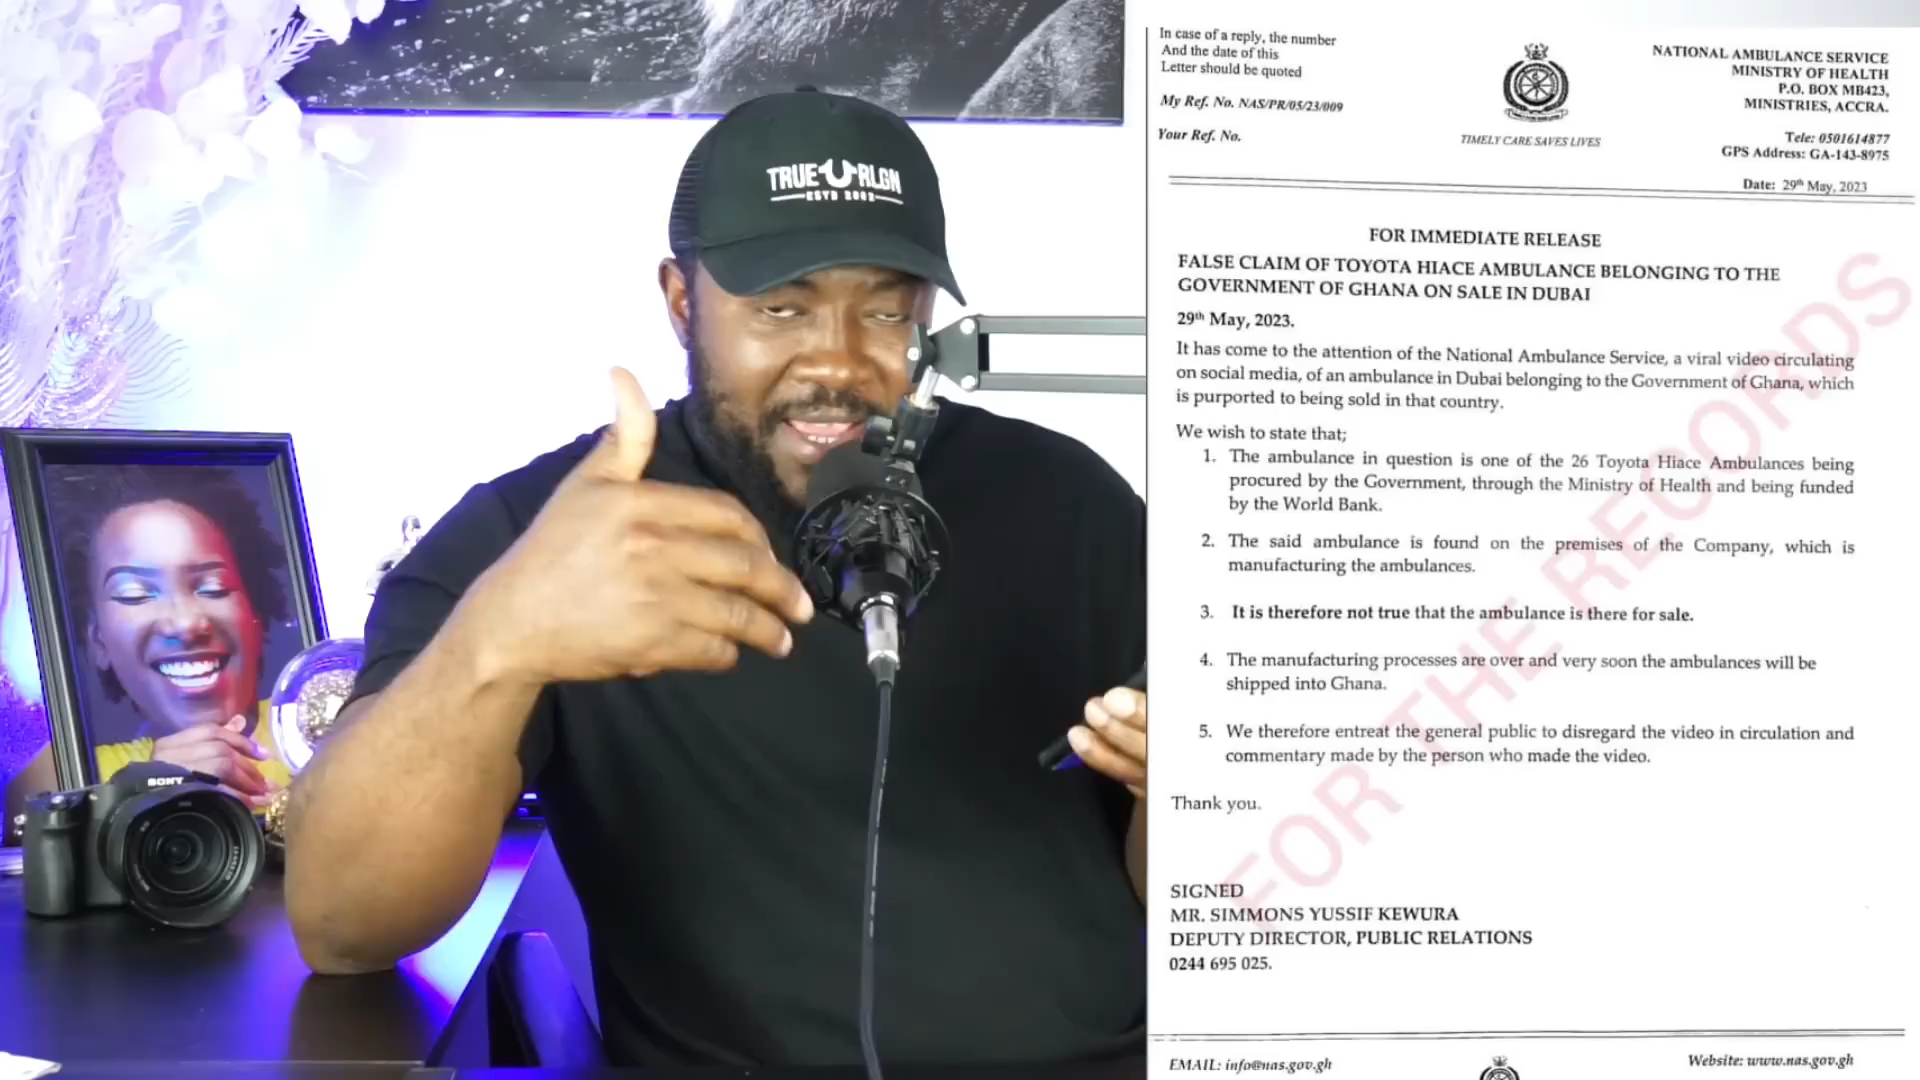 TRUE RLGN
ESTD 2002
SONY
In case of a reply, the number
And the date of this
Letter should be quoted
My Ref. No. NAS/PR/05/23/009
Your Ref. No.
TIMELY CARE SAVES LIVES
NATIONAL AMBULANCE SERVICE
MINISTRY OF HEALTH
P.O. BOX MB423,
MINISTRIES, ACCRA.
Tele: 0501614877
GPS Address: GA-143-8975
Date: 29th May, 2023
FOR IMMEDIATE RELEASE
FALSE CLAIM OF TOYOTA HIACE AMBULANCE BELONGING TO THE
GOVERNMENT OF GHANA ON SALE IN DUBAI
29th May, 2023.
It has come to the attention of the National Ambulance Service, a viral video circulating
on social media, of an ambulance in Dubai belonging to the Government of Ghana, which
is purported to being sold in that country.
We wish to state that;
1. The ambulance in question is one of the 26 Toyota Hiace Ambulances being
procured by the Government, through the Ministry of Health and being funded
by the World Bank.
2. The said ambulance is found on the premises of the Company, which is
manufacturing the ambulances.
3. It is therefore not true that the ambulance is there for sale.
4. The manufacturing processes are over and very soon the ambulances will be
shipped into Ghana.
5. We therefore entreat the general public to disregard the video in circulation and
commentary made by the person who made the video.
Thank you.
SIGNED
MR. SIMMONS YUSSIF KEWURA
DEPUTY DIRECTOR, PUBLIC RELATIONS
0244 695 025.
EMAIL: info@nas.gov.gh
Website: www.nas.gov.gh
FOR THE RECORDS